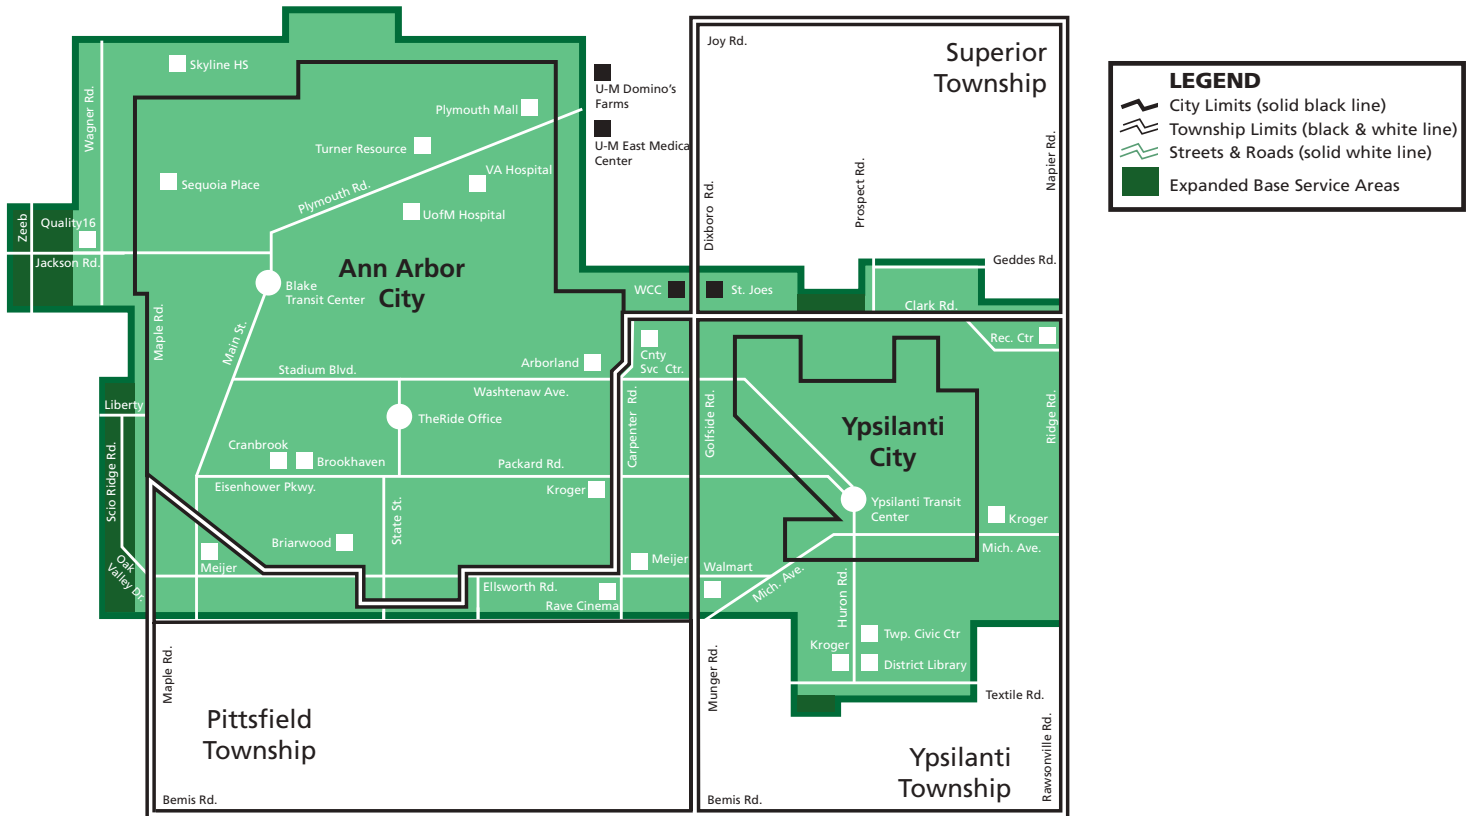 Joy Rd.
Superior
Township
LEGEND
City Limits (solid black line)
Township Limits (black & white line)
Streets & Roads (solid white line)
Expanded Base Service Areas
Skyline HS
Wagner Rd.
U-M Domino's
Farms
Plymouth Mall
U-M East Medica
Center
Turner Resource
VA Hospital
Sequoia Place
Plymouth Rd.
UofM Hospital
Dixboro Rd.
Prospect Rd.
Napier Rd.
Zeeb
Quality16
Jackson Rd.
Ann Arbor
City
Blake
Transit Center
WCC
St. Joes
Geddes Rd.
Clark Rd.
Maple Rd.
Main St.
Stadium Blvd.
Arborland
Cnty
Svc Ctr.
Rec. Ctr
Washtenaw Ave.
Carpenter Rd.
Golfside Rd.
Ridge Rd.
Liberty
TheRide Office
Ypsilanti
City
Cranbrook
Brookhaven
Packard Rd.
Scio Ridge Rd.
Eisenhower Pkwy.
Kroger
State St.
Ypsilanti Transit
Center
Kroger
Briarwood
Mich. Ave.
Oak
Valley Dr.
Meijer
Meijer
Walmart
Mich. Ave.
Ellsworth Rd.
Rave Cinema
Huron Rd.
Twp. Civic Ctr
Kroger
District Library
Maple Rd.
Munger Rd.
Textile Rd.
Pittsfield
Township
Ypsilanti
Township
Rawsonville Rd.
Bemis Rd.
Bemis Rd.